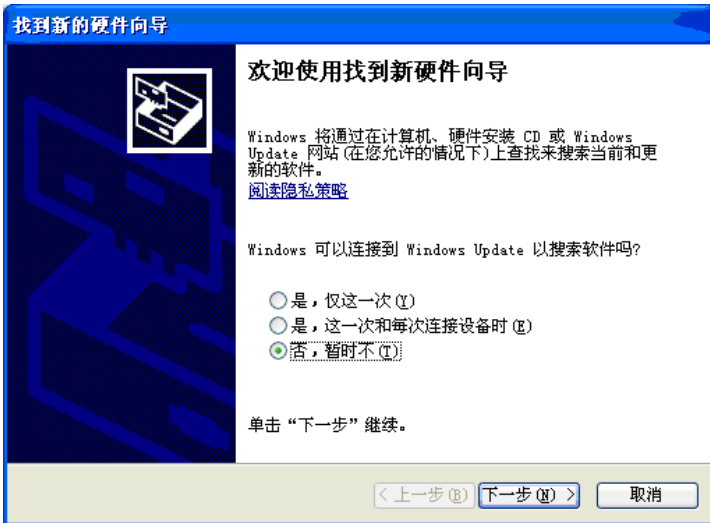 找到新的硬件向导
欢迎使用找到新硬件向导
Windows 将通过在计算机、硬件安装 CD 或 Windows
Update 网站(在您允许的情况下)上查找来搜索当前和更
新的软件。
阅读隐私策略
Windows 可以连接到 Windows Update 以搜索软件吗?
是，仅这一次(Y)
是，这一次和每次连接设备时(E)
否，暂时不(T)
单击“下一步”继续。
< 上一步(B) 下一步(N) > 取消